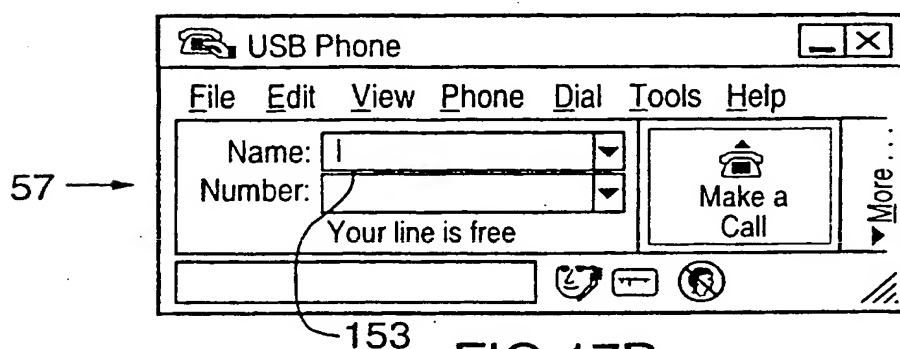 USB Phone
File Edit View Phone Dial Tools Help
Name: I
Number:
Your line is free
Make a
Call
More...
57
153